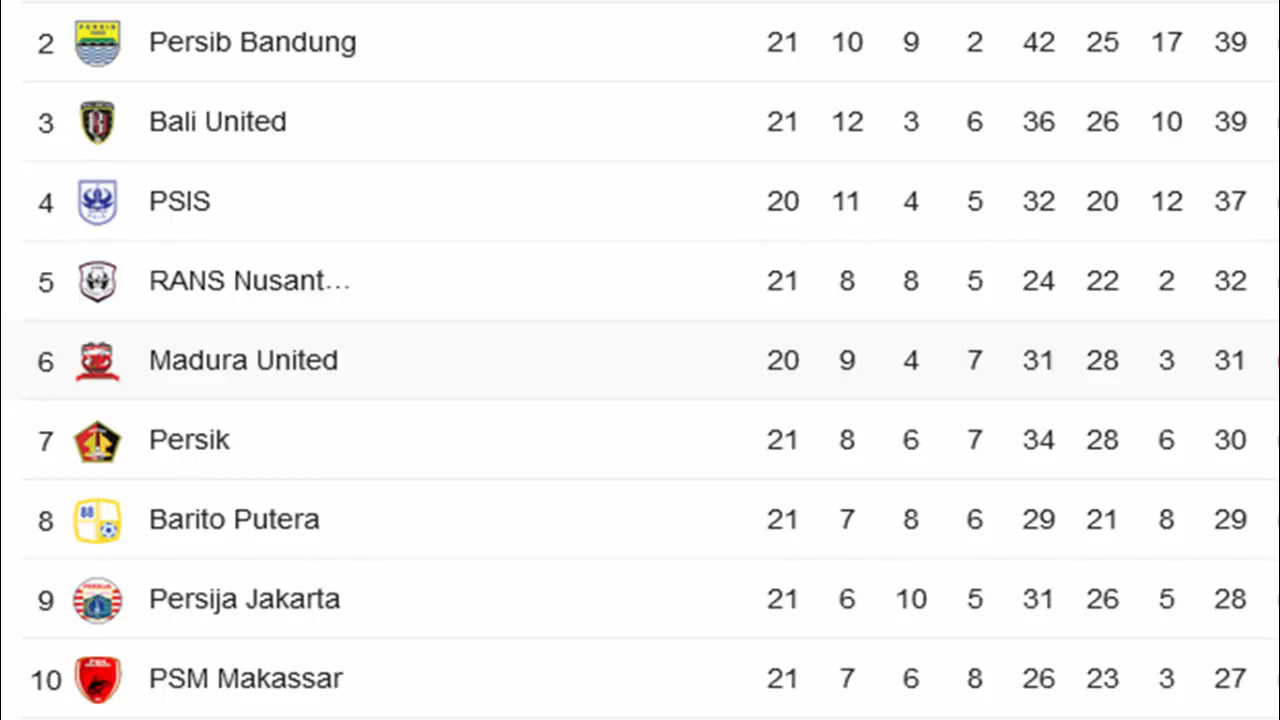 2 Persib Bandung 21 10 9 2 42 25 17 39
3 Bali United 21 12 3 6 36 26 10 39
4 PSIS 20 11 4 5 32 20 12 37
5 RANS Nusant... 21 8 8 5 24 22 2 32
6 Madura United 20 9 4 7 31 28 3 31
7 Persik 21 8 6 7 34 28 6 30
88
8 Barito Putera 21 7 8 6 29 21 8 29
9 Persija Jakarta 21 6 10 5 31 26 5 28
10 PSM Makassar 21 7 6 8 26 23 3 27